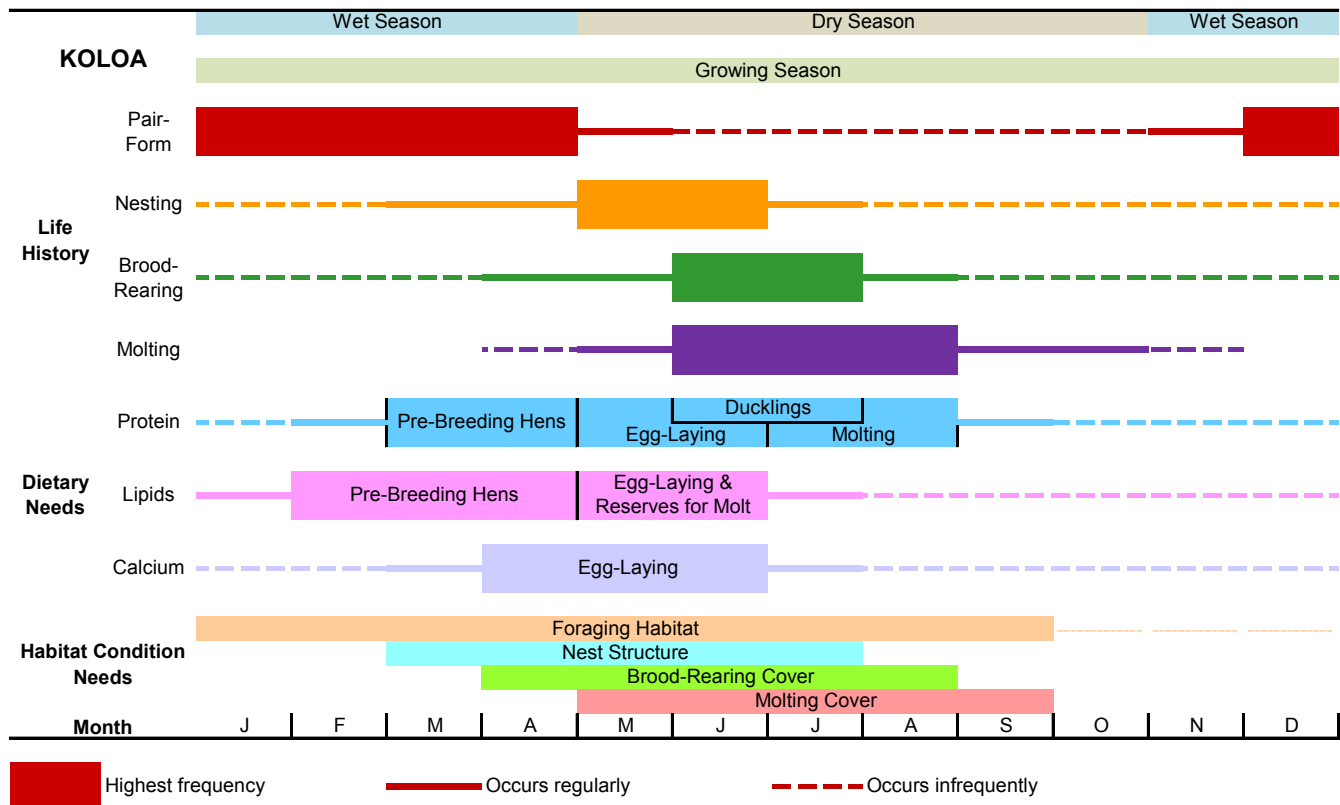 Wet Season Dry Season Wet Season
KOLOA
Growing Season
Pair-
Form
Nesting
Life
History
Brood-
Rearing
Molting
Protein Pre-Breeding Hens Ducklings
Egg-Laying Molting
Dietary
Needs
Lipids Pre-Breeding Hens Egg-Laying &
Reserves for Molt
Calcium Egg-Laying
Habitat Condition
Needs
Foraging Habitat
Nest Structure
Brood-Rearing Cover
Molting Cover
Month J F M A M J J A S O N D
Highest frequency Occurs regularly Occurs infrequently